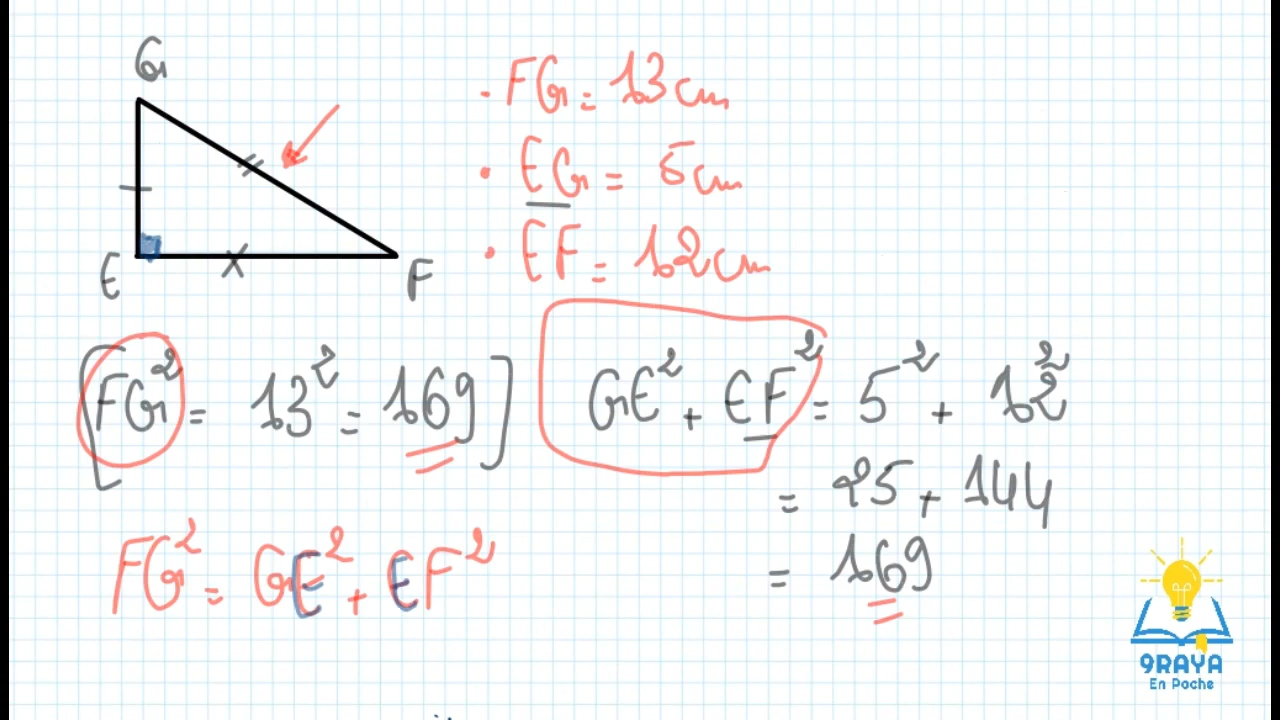 G
E
F
. FG = 13 cm
. EG = 5 cm
. EF = 12 cm
[FG² = 13² = 169]
GE² + EF² = 5² + 12²
= 25 + 144
= 169
FG² = GE² + EF²
9RAYA
En Poche